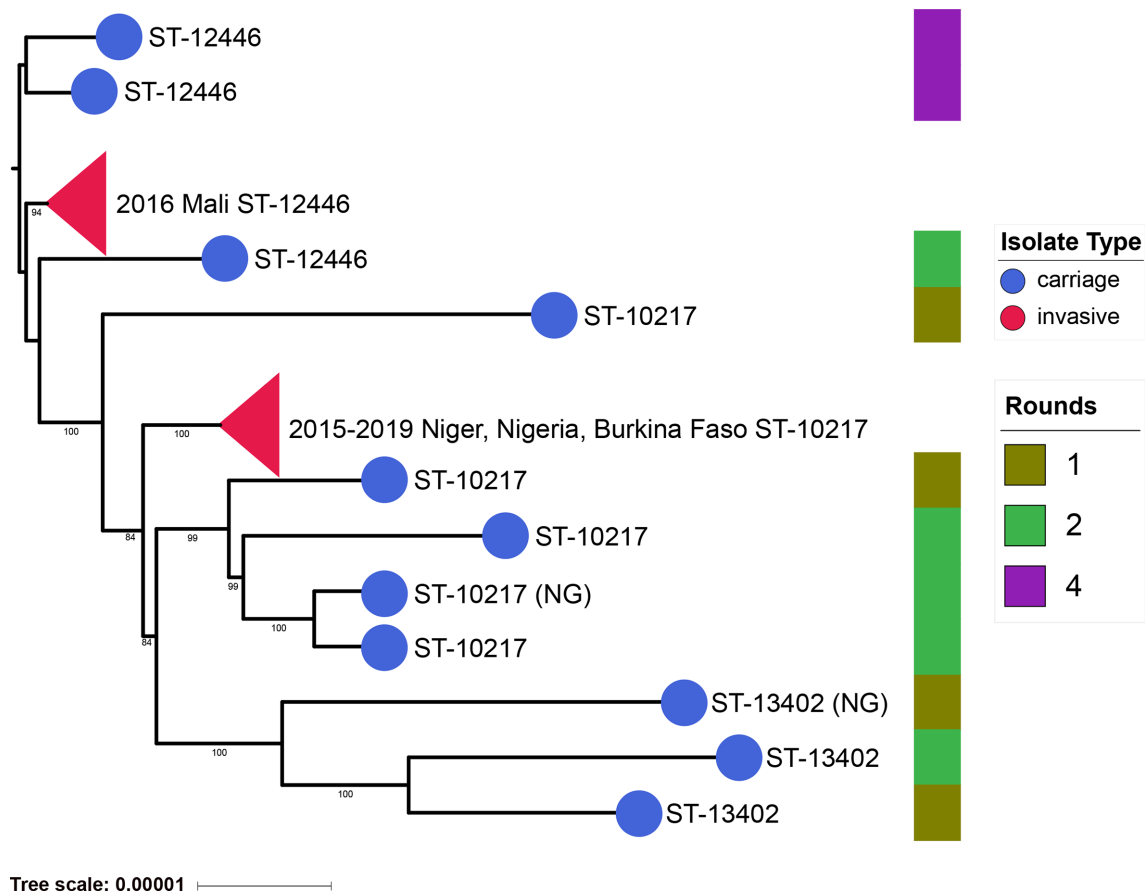 ST-12446
ST-12446
94
2016 Mali ST-12446
ST-12446
ST-10217
100
100
2015-2019 Niger, Nigeria, Burkina Faso ST-10217
ST-10217
84
99
ST-10217
99
ST-10217 (NG)
100
ST-10217
84
ST-13402 (NG)
100
ST-13402
100
ST-13402
Tree scale: 0.00001
Isolate Type
carriage
invasive
Rounds
1
2
4